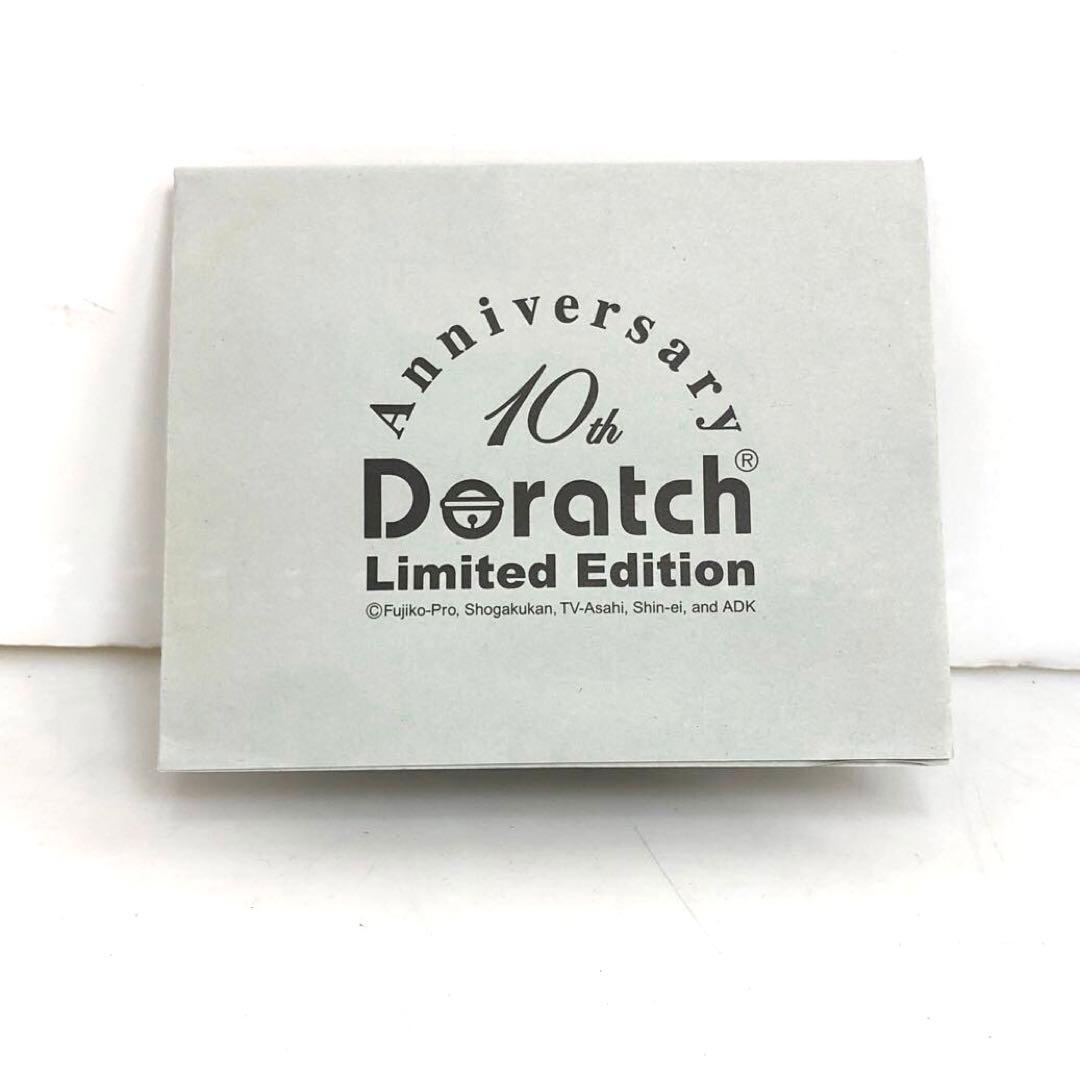 Anniversary
10th
Doratch®
Limited Edition
©Fujiko-Pro, Shogakukan, TV-Asahi, Shin-ei, and ADK